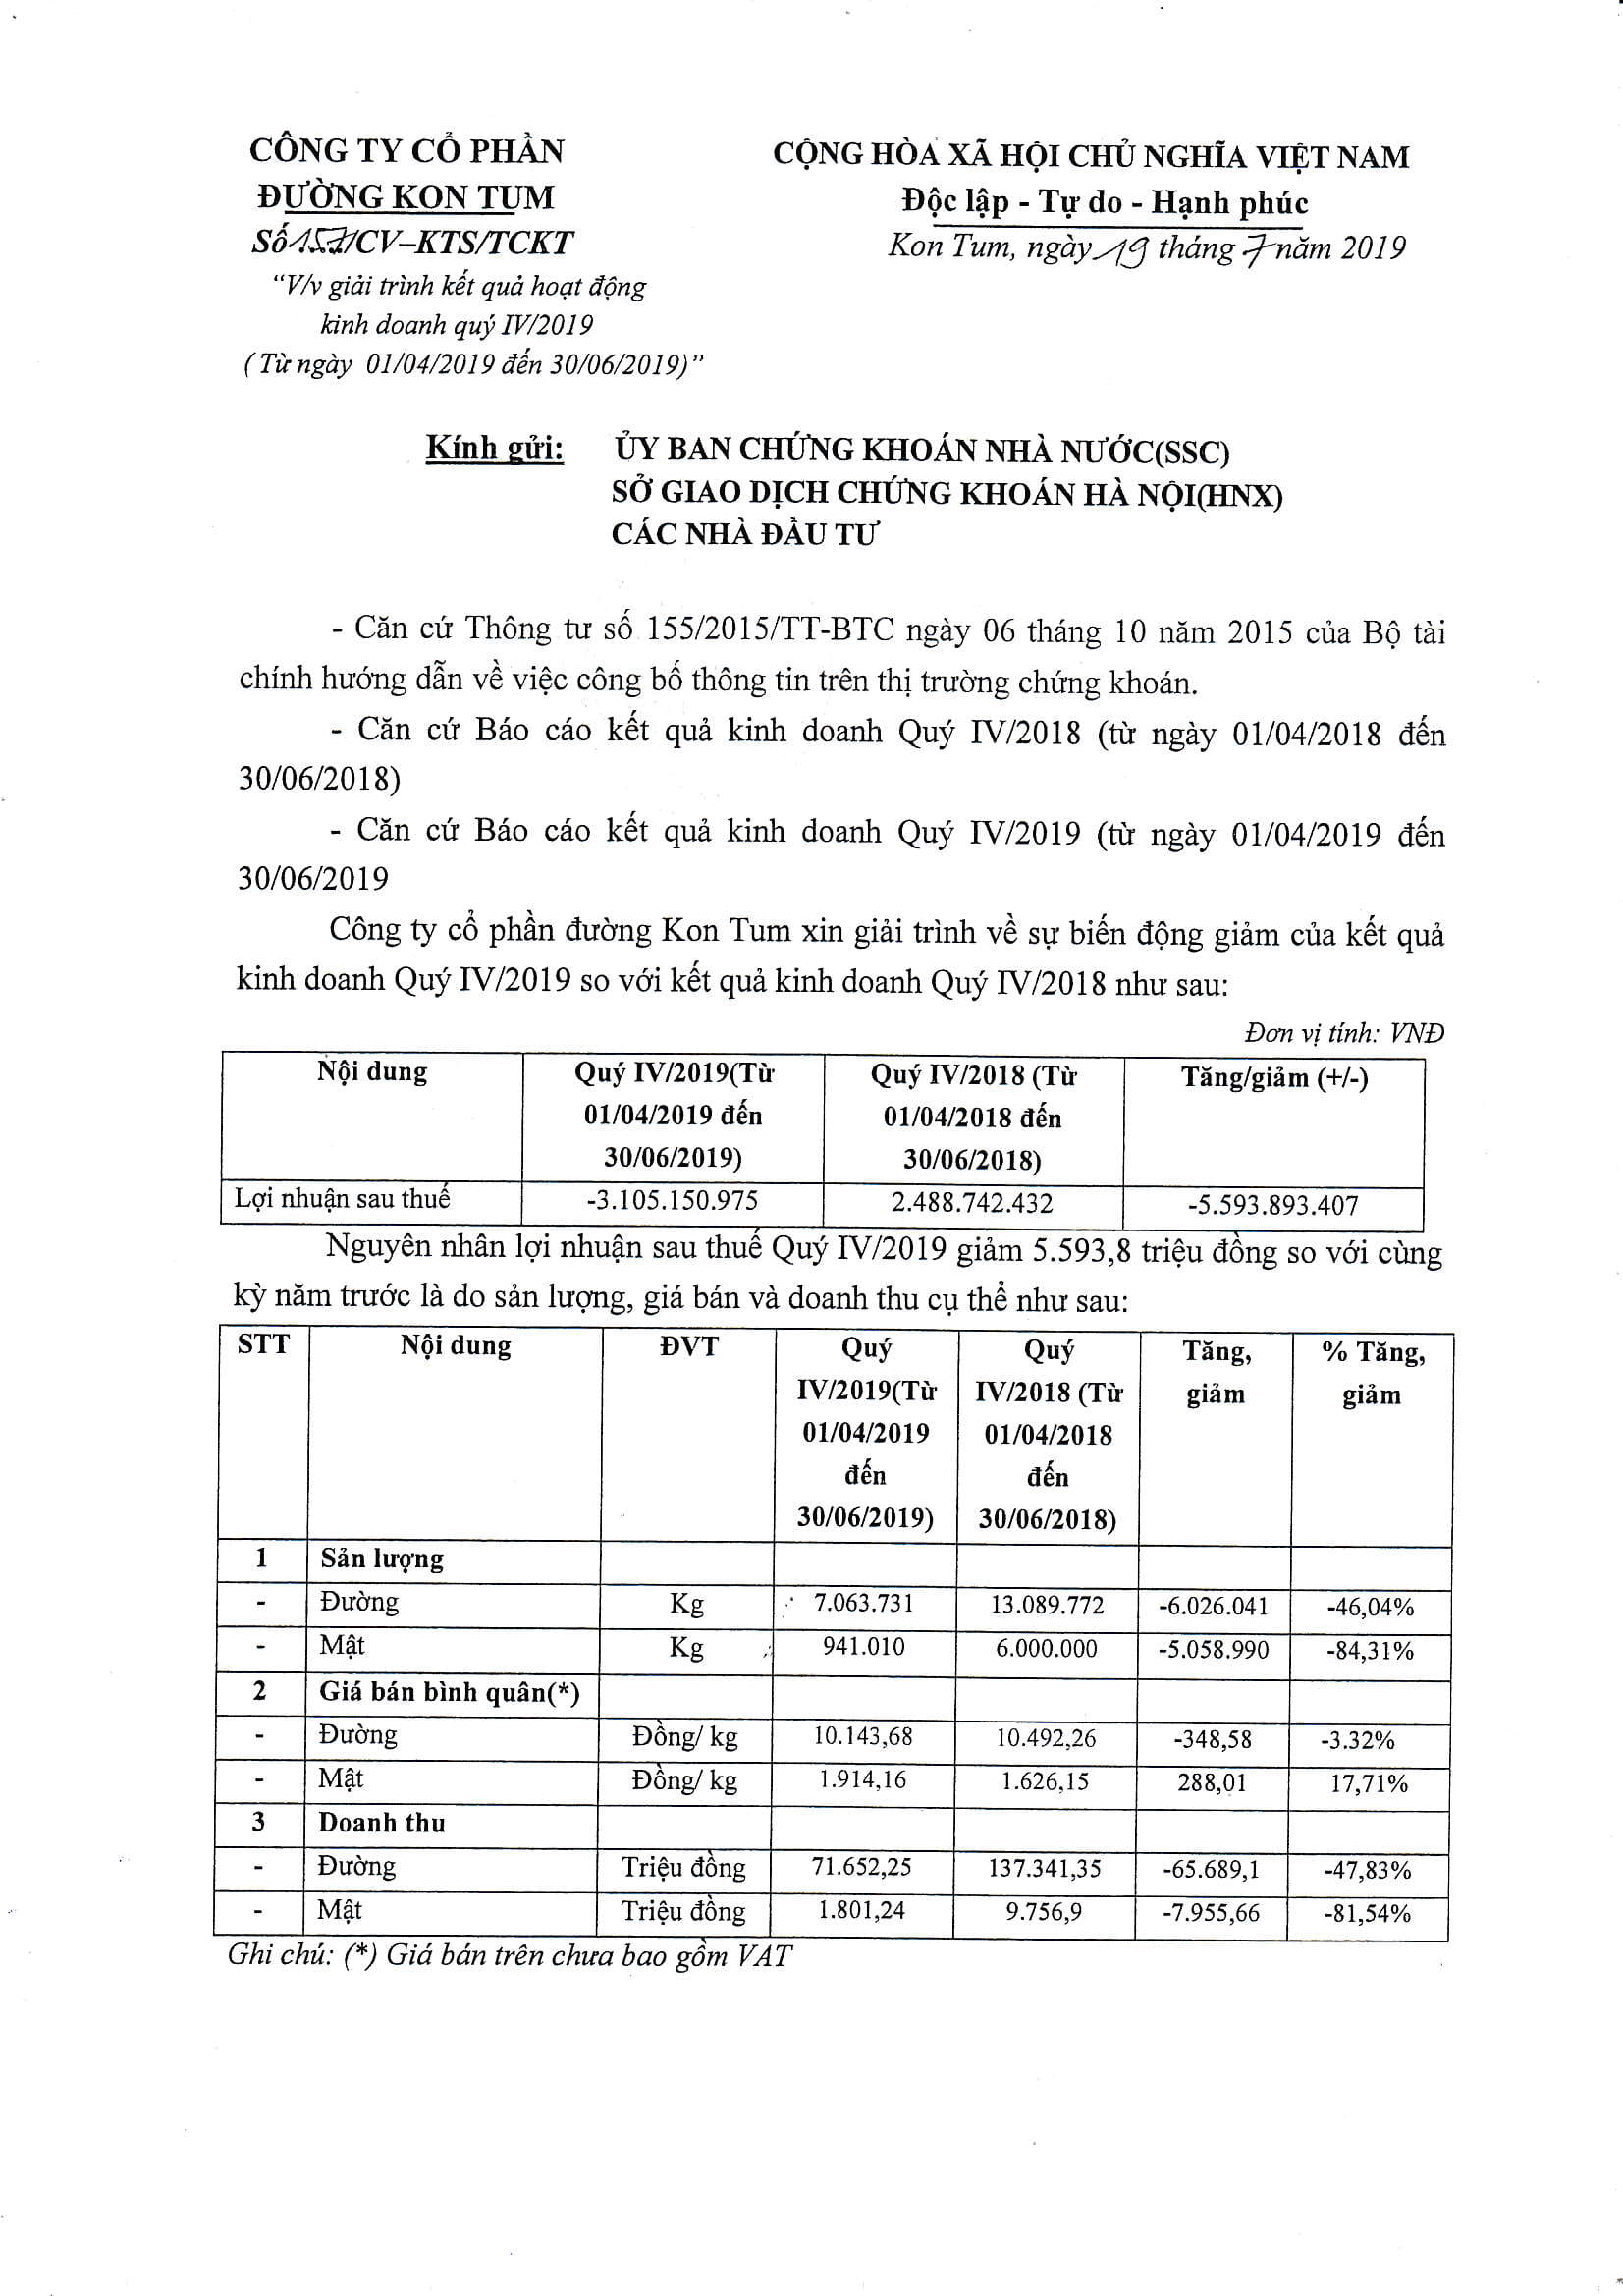 CÔNG TY CỔ PHẦN
ĐƯỜNG KON TUM
Số 157/CV–KTS/TCKT
“V/v giải trình kết quả hoạt động
kinh doanh quý IV/2019
( Từ ngày 01/04/2019 đến 30/06/2019)”
CỘNG HÒA XÃ HỘI CHỦ NGHĨA VIỆT NAM
Độc lập - Tự do - Hạnh phúc
Kon Tum, ngày 19 tháng 7 năm 2019
Kính gửi: ỦY BAN CHỨNG KHOÁN NHÀ NƯỚC(SSC)
SỞ GIAO DỊCH CHỨNG KHOÁN HÀ NỘI(HNX)
CÁC NHÀ ĐẦU TƯ
- Căn cứ Thông tư số 155/2015/TT-BTC ngày 06 tháng 10 năm 2015 của Bộ tài
chính hướng dẫn về việc công bố thông tin trên thị trường chứng khoán.
- Căn cứ Báo cáo kết quả kinh doanh Quý IV/2018 (từ ngày 01/04/2018 đến
30/06/2018)
- Căn cứ Báo cáo kết quả kinh doanh Quý IV/2019 (từ ngày 01/04/2019 đến
30/06/2019
Công ty cổ phần đường Kon Tum xin giải trình về sự biến động giảm của kết quả
kinh doanh Quý IV/2019 so với kết quả kinh doanh Quý IV/2018 như sau:
Đơn vị tính: VNĐ
Nội dung Quý IV/2019(Từ Quý IV/2018 (Từ Tăng/giảm (+/-)
01/04/2019 đến 01/04/2018 đến
30/06/2019) 30/06/2018)
Lợi nhuận sau thuế -3.105.150.975 2.488.742.432 -5.593.893.407
Nguyên nhân lợi nhuận sau thuế Quý IV/2019 giảm 5.593,8 triệu đồng so với cùng
kỳ năm trước là do sản lượng, giá bán và doanh thu cụ thể như sau:
STT Nội dung ĐVT Quý Quý Tăng, % Tăng,
IV/2019(Từ IV/2018 (Từ giảm giảm
01/04/2019 01/04/2018
đến đến
30/06/2019) 30/06/2018)
1 Sản lượng
- Đường Kg 7.063.731 13.089.772 -6.026.041 -46,04%
- Mật Kg 941.010 6.000.000 -5.058.990 -84,31%
2 Giá bán bình quân(*)
- Đường Đồng/ kg 10.143,68 10.492,26 -348,58 -3.32%
- Mật Đồng/ kg 1.914,16 1.626,15 288,01 17,71%
3 Doanh thu
- Đường Triệu đồng 71.652,25 137.341,35 -65.689,1 -47,83%
- Mật Triệu đồng 1.801,24 9.756,9 -7.955,66 -81,54%
Ghi chú: (*) Giá bán trên chưa bao gồm VAT